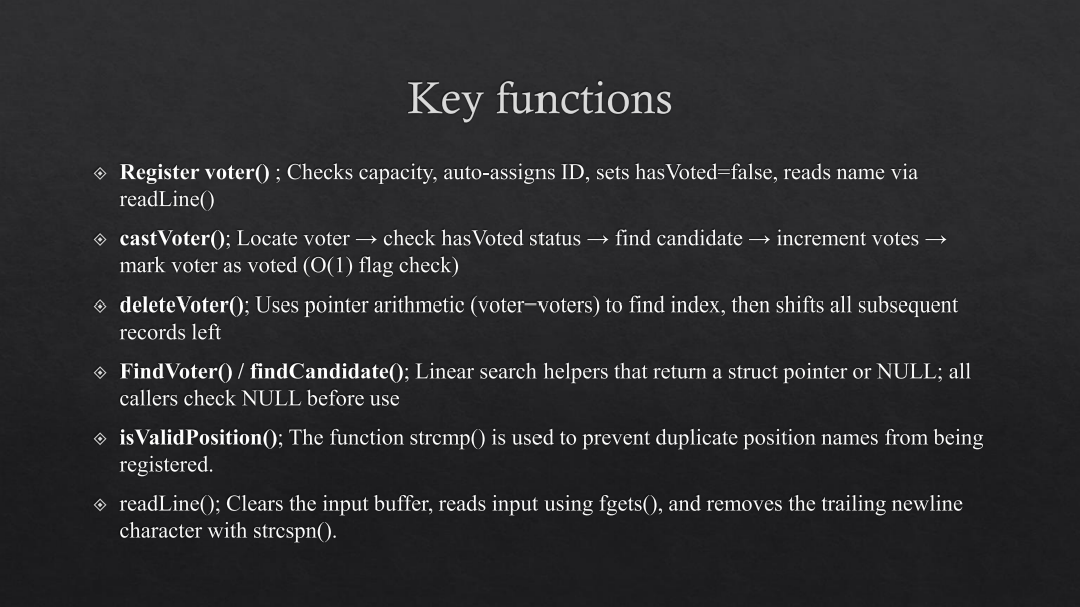 Key functions
Register voter() ; Checks capacity, auto-assigns ID, sets hasVoted=false, reads name via
readLine()
castVoter(); Locate voter → check hasVoted status → find candidate → increment votes →
mark voter as voted (O(1) flag check)
deleteVoter(); Uses pointer arithmetic (voter−voters) to find index, then shifts all subsequent
records left
FindVoter() / findCandidate(); Linear search helpers that return a struct pointer or NULL; all
callers check NULL before use
isValidPosition(); The function strcmp() is used to prevent duplicate position names from being
registered.
readLine(); Clears the input buffer, reads input using fgets(), and removes the trailing newline
character with strcspn().